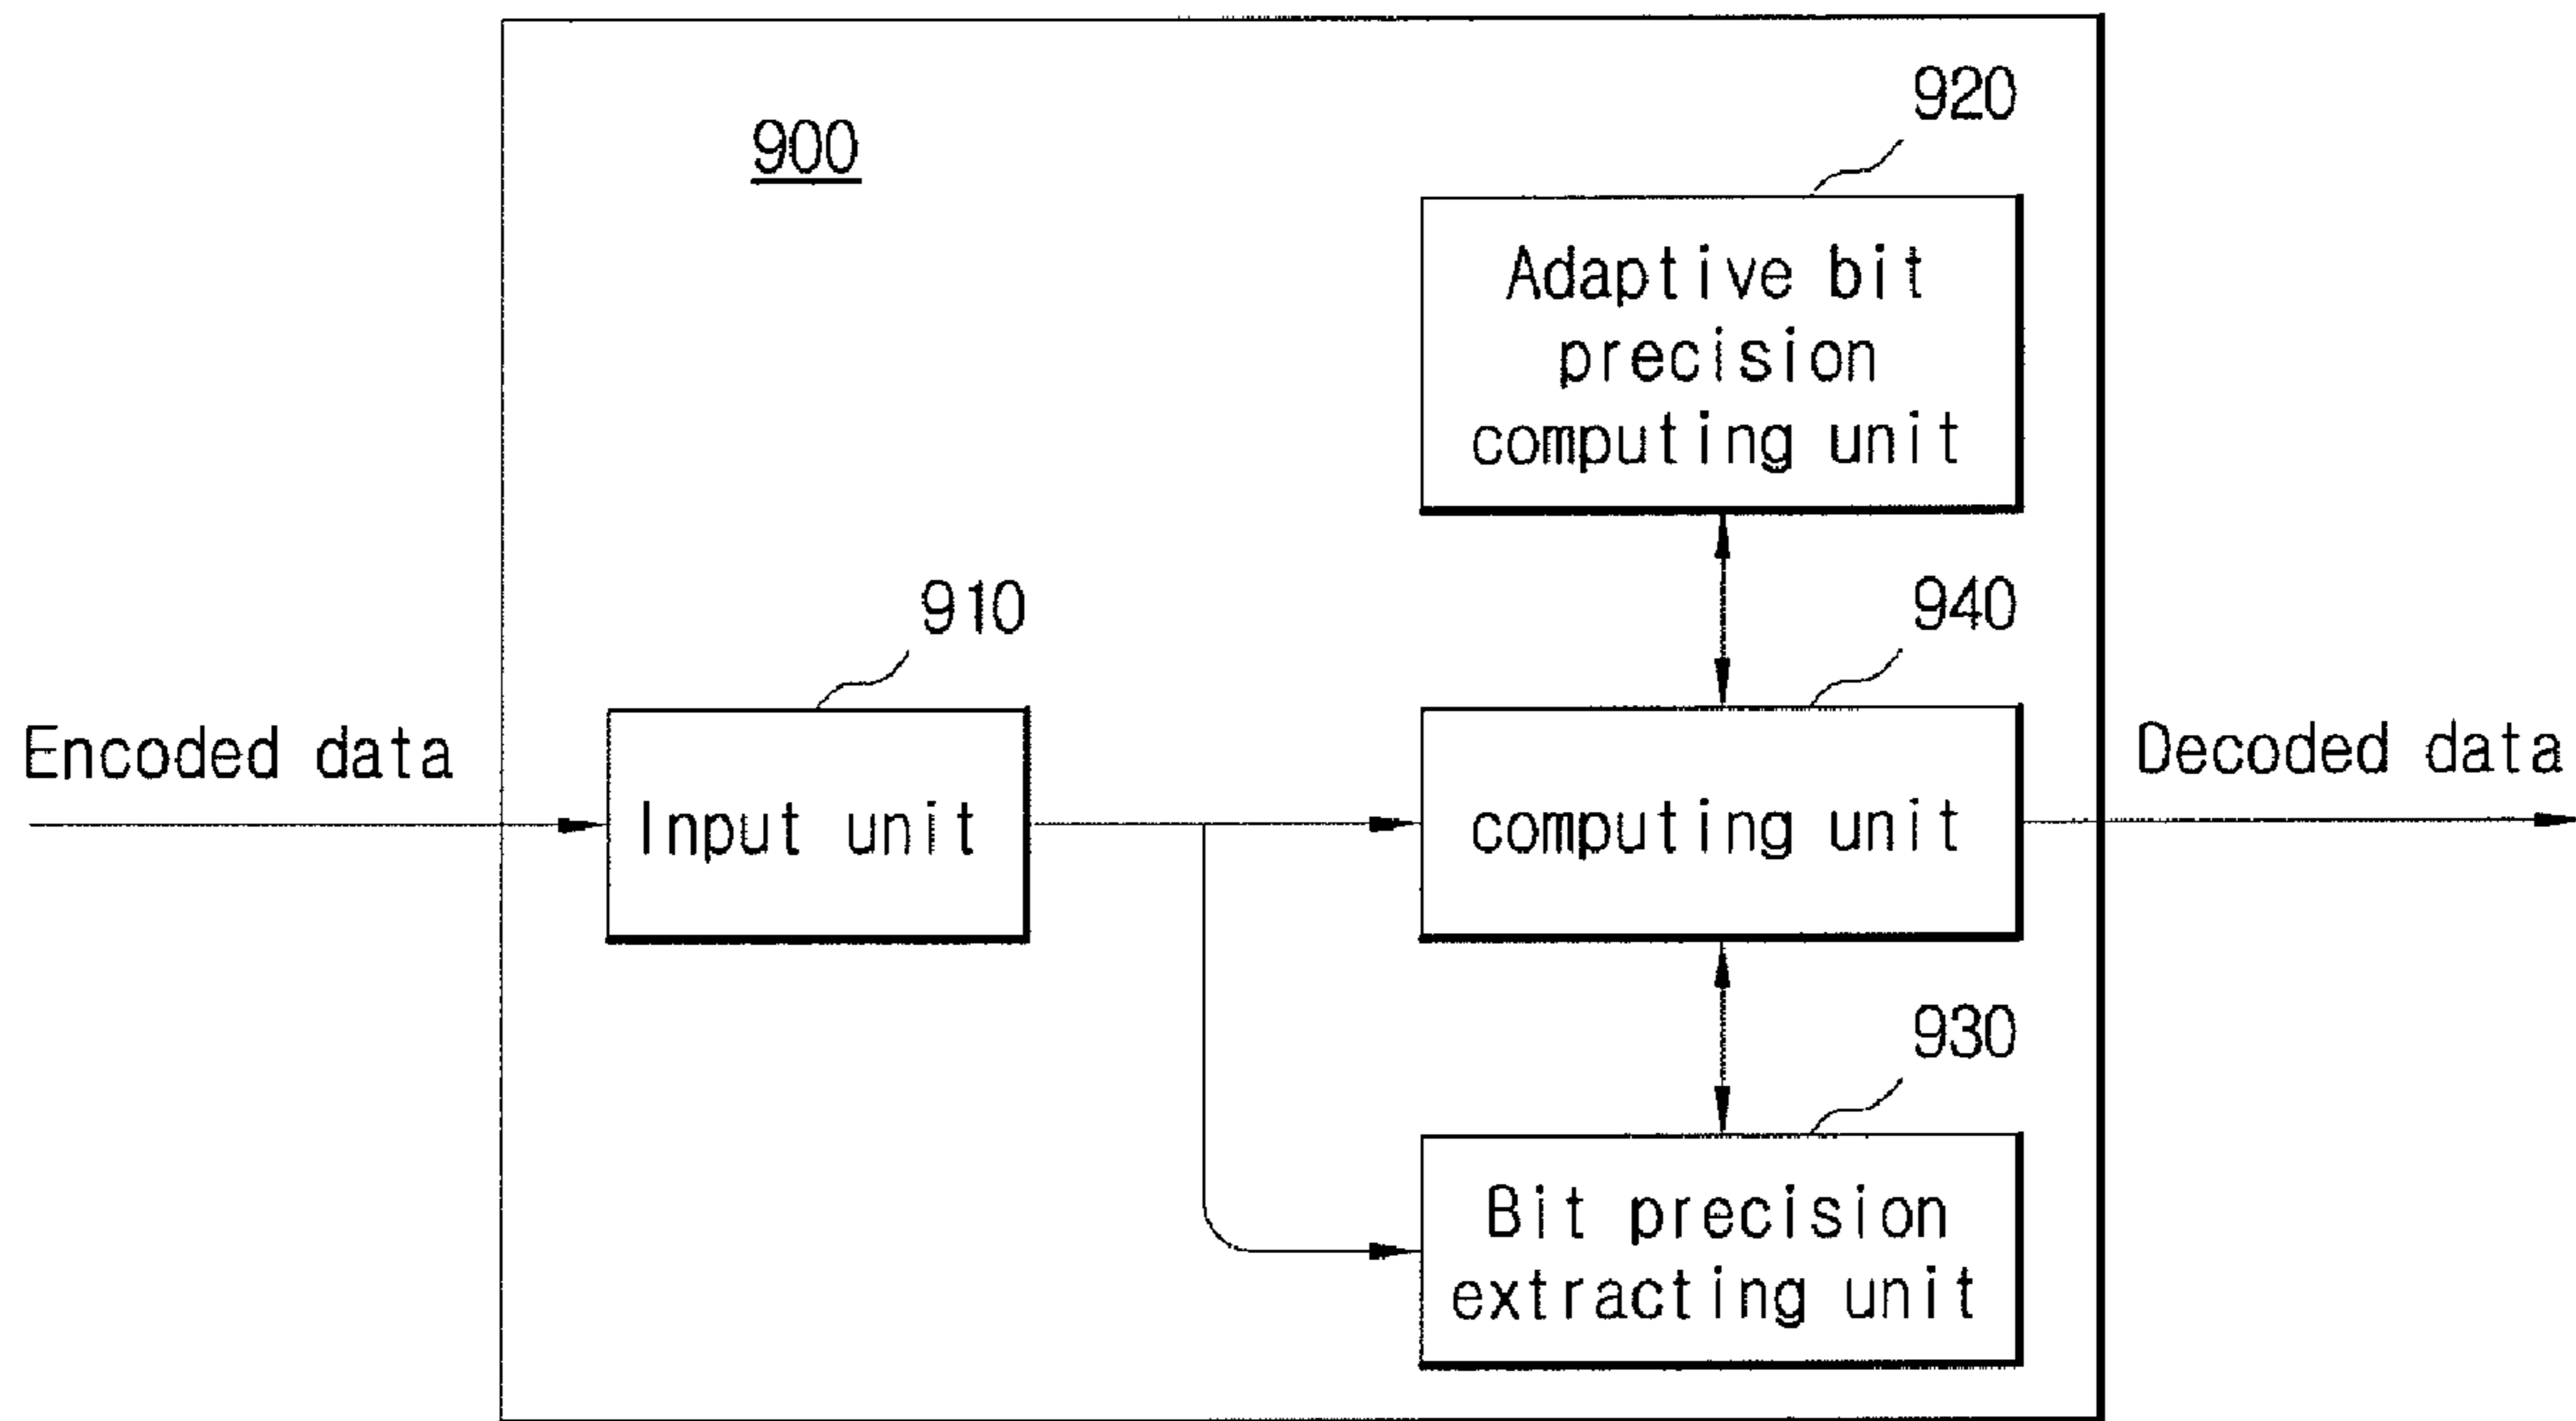 920
900
Adaptive bit
precision
computing unit
910
940
Encoded data
Input unit
computing unit
Decoded data
930
Bit precision
extracting unit